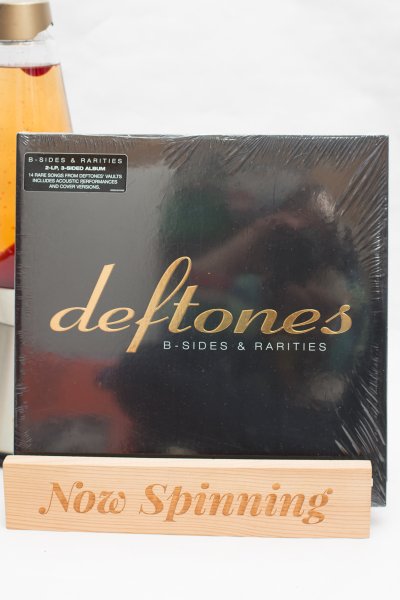 B-SIDES & RARITIES
2-LP, 3-SIDED ALBUM
14 RARE SONGS FROM DEFTONES' VAULTS
INCLUDES ACOUSTIC PERFORMANCES
AND COVER VERSIONS.
deftones
B-SIDES & RARITIES
Now Spinning